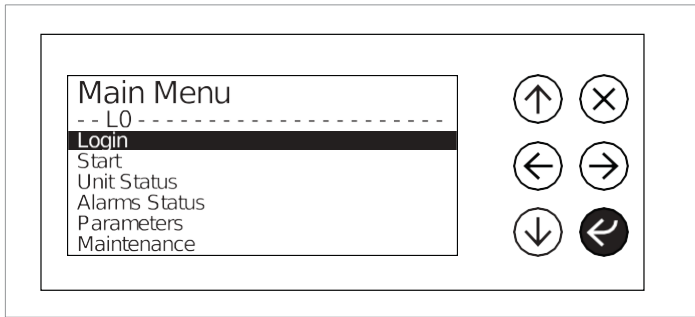 Main Menu
- - L0 - - - - - - - - - - - - - - - - - - - - - -
Login
Start
Unit Status
Alarms Status
Parameters
Maintenance